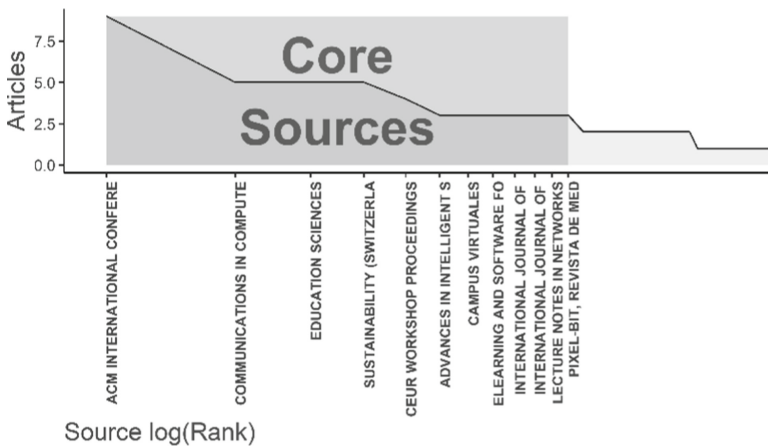 Core
Sources
Articles
7.5
5.0
2.5
0.0
ACM INTERNATIONAL CONFERE
COMMUNICATIONS IN COMPUTE
EDUCATION SCIENCES
SUSTAINABILITY (SWITZERLA
CEUR WORKSHOP PROCEEDINGS
ADVANCES IN INTELLIGENT S
CAMPUS VIRTUALES
ELEARNING AND SOFTWARE FO
INTERNATIONAL JOURNAL OF
INTERNATIONAL JOURNAL OF
LECTURE NOTES IN NETWORKS
PIXEL-BIT, REVISTA DE MED
Source log(Rank)